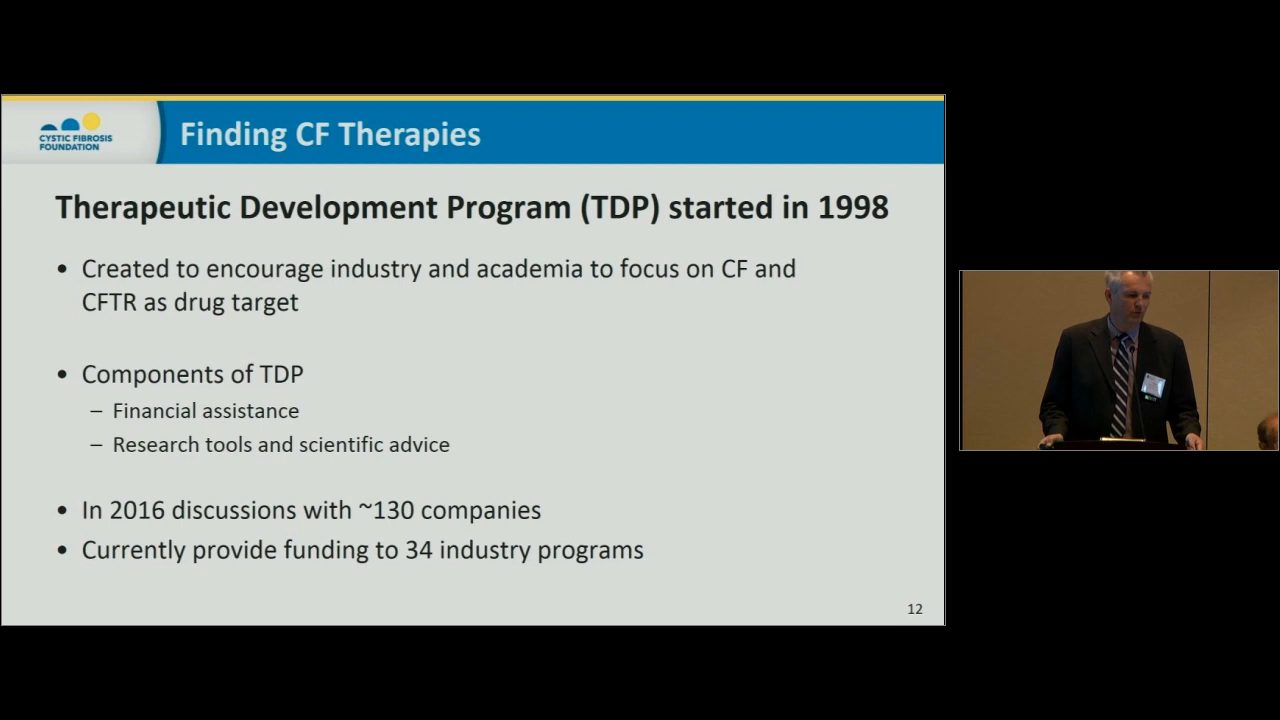 CYSTIC FIBROSIS
FOUNDATION
Finding CF Therapies
Therapeutic Development Program (TDP) started in 1998
• Created to encourage industry and academia to focus on CF and
CFTR as drug target
• Components of TDP
– Financial assistance
– Research tools and scientific advice
• In 2016 discussions with ~130 companies
• Currently provide funding to 34 industry programs
12